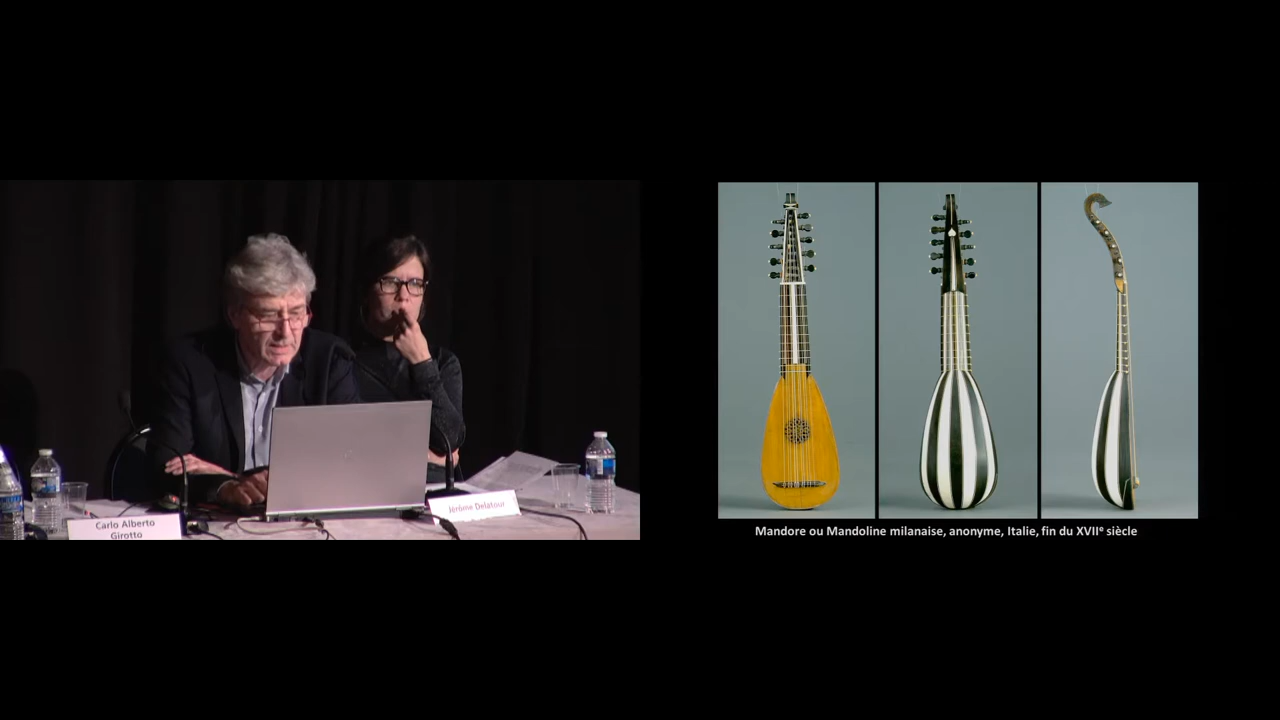 Carlo Alberto
Girotto
Jérôme Delatour
Mandore ou Mandoline milanaise, anonyme, Italie, fin du XVIIᵉ siècle